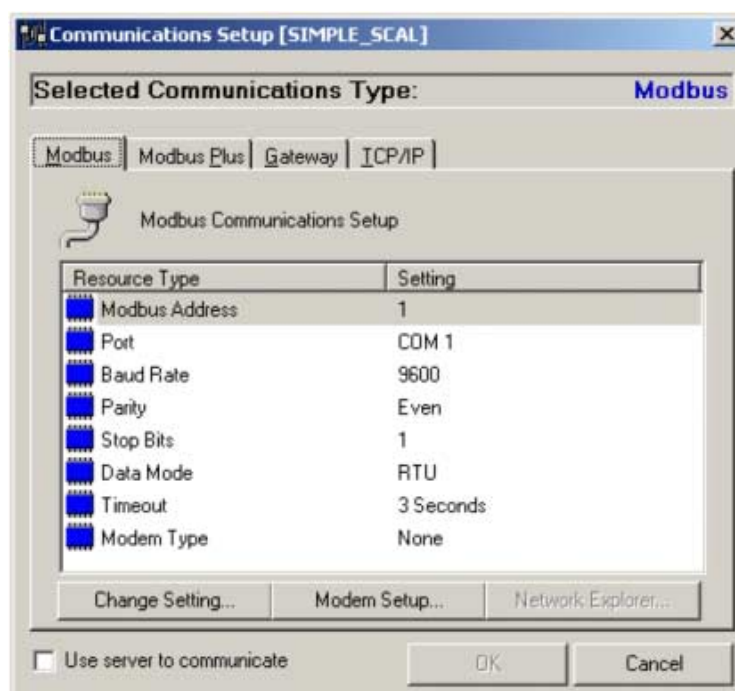 Communications Setup [SIMPLE_SCAL]
Selected Communications Type: Modbus
Modbus Modbus Plus Gateway TCP/IP
Modbus Communications Setup
Resource Type Setting
Modbus Address 1
Port COM 1
Baud Rate 9600
Parity Even
Stop Bits 1
Data Mode RTU
Timeout 3 Seconds
Modem Type None
Change Setting... Modem Setup... Network Explorer...
Use server to communicate OK Cancel